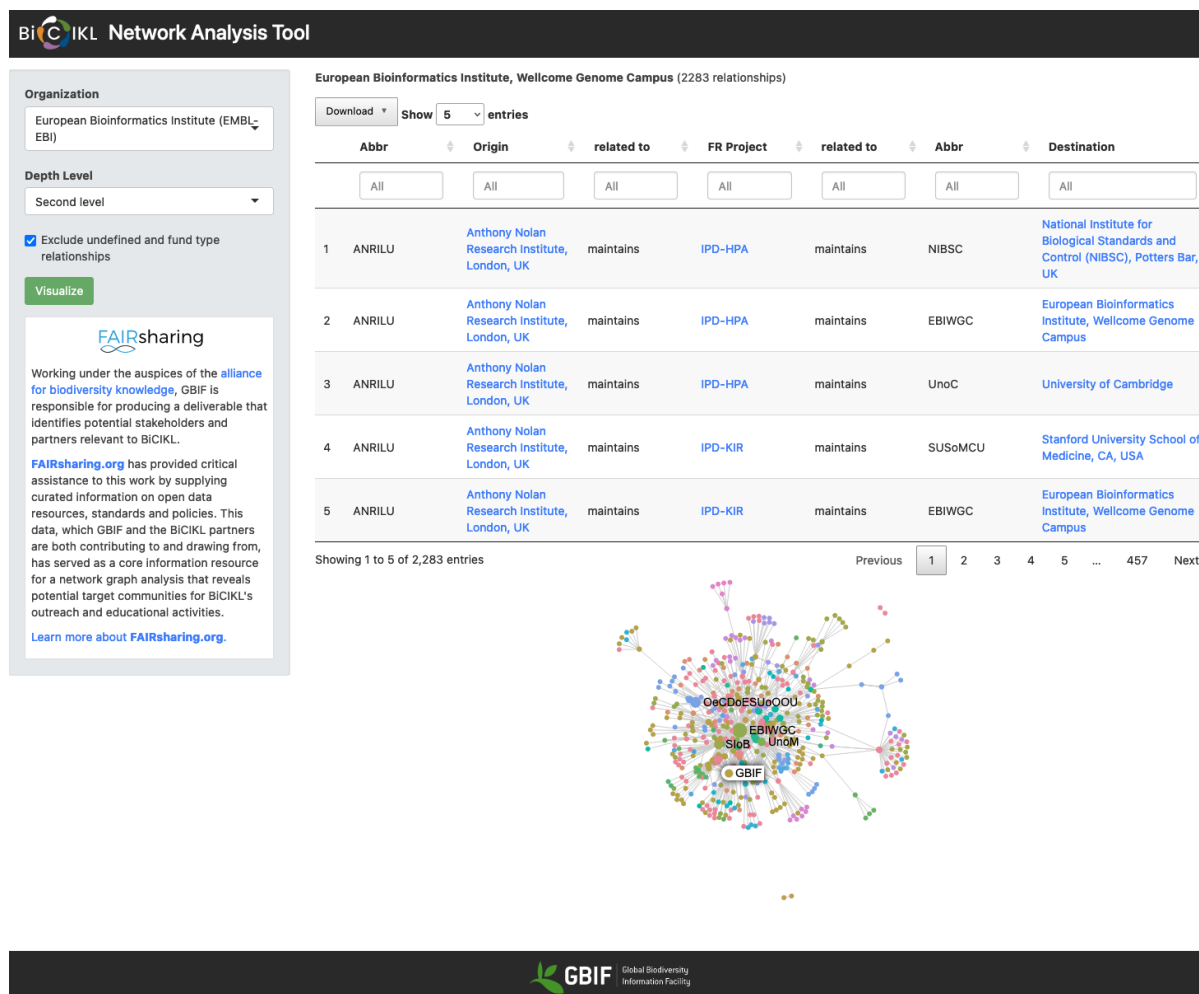 BiCIKL Network Analysis Tool
Organization
European Bioinformatics Institute (EMBL-
EBI)
Depth Level
Second level
Exclude undefined and fund type
relationships
Visualize
FAIRsharing
Working under the auspices of the alliance
for biodiversity knowledge, GBIF is
responsible for producing a deliverable that
identifies potential stakeholders and
partners relevant to BiCIKL.
FAIRsharing.org has provided critical
assistance to this work by supplying
curated information on open data
resources, standards and policies. This
data, which GBIF and the BiCIKL partners
are both contributing to and drawing from,
has served as a core information resource
for a network graph analysis that reveals
potential target communities for BiCIKL's
outreach and educational activities.
Learn more about FAIRsharing.org.
European Bioinformatics Institute, Wellcome Genome Campus (2283 relationships)
Download Show 5 entries
Abbr Origin related to FR Project related to Abbr Destination
All All All All All All All
1 ANRILU Anthony Nolan Research Institute, London, UK maintains IPD-HPA maintains NIBSC National Institute for Biological Standards and Control (NIBSC), Potters Bar, UK
2 ANRILU Anthony Nolan Research Institute, London, UK maintains IPD-HPA maintains EBIWGC European Bioinformatics Institute, Wellcome Genome Campus
3 ANRILU Anthony Nolan Research Institute, London, UK maintains IPD-HPA maintains UnoC University of Cambridge
4 ANRILU Anthony Nolan Research Institute, London, UK maintains IPD-KIR maintains SUSoMCU Stanford University School of Medicine, CA, USA
5 ANRILU Anthony Nolan Research Institute, London, UK maintains IPD-KIR maintains EBIWGC European Bioinformatics Institute, Wellcome Genome Campus
Showing 1 to 5 of 2,283 entries
Previous 1 2 3 4 5 ... 457 Next
OeCDoESUoOOU
EBIWGC
SIoB UnoM
GBIF
GBIF Global Biodiversity
Information Facility